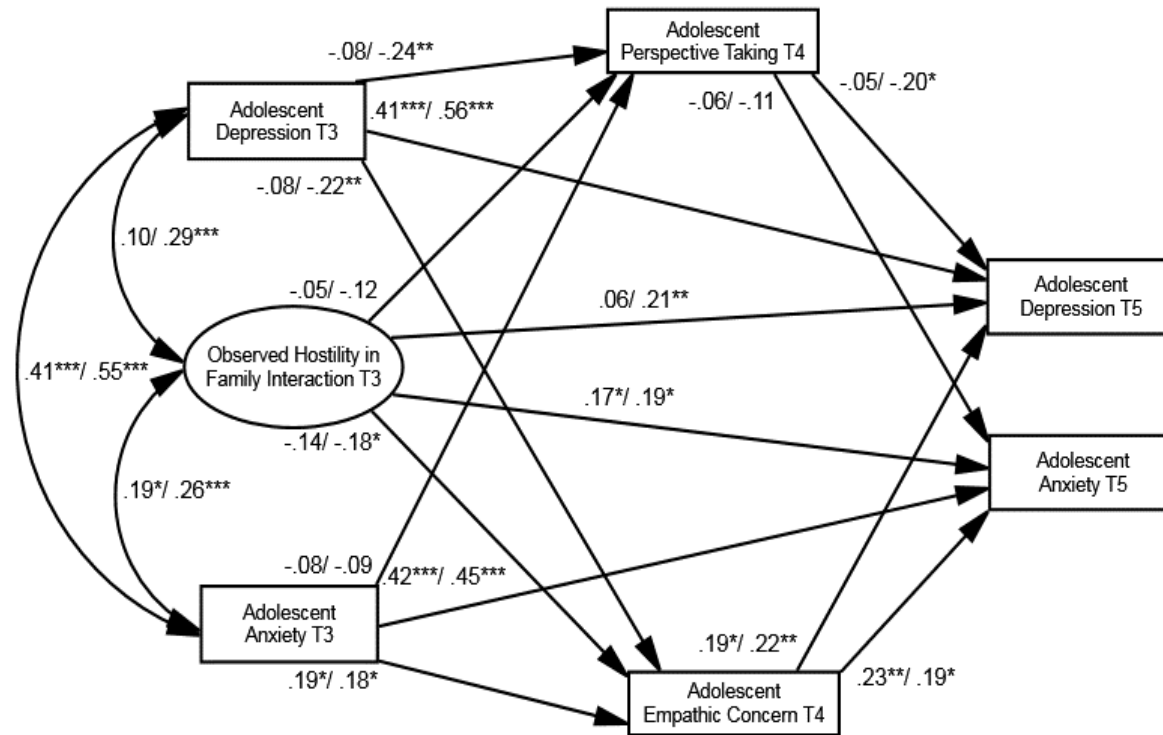 Adolescent
Perspective Taking T4
-.08/ -.24**
-.05/ -.20*
-.06/ -.11
Adolescent
Depression T3
.41***/ .56***
-.08/ -.22**
.10/ .29***
-.05/ -.12
.06/ .21**
Adolescent
Depression T5
Observed Hostility in
Family Interaction T3
.41***/ .55***
.17*/ .19*
-.14/ -.18*
Adolescent
Anxiety T5
.19*/ .26***
-.08/ -.09
.42***/ .45***
Adolescent
Anxiety T3
.19*/ .22**
.19*/ .18*
.23**/ .19*
Adolescent
Empathic Concern T4